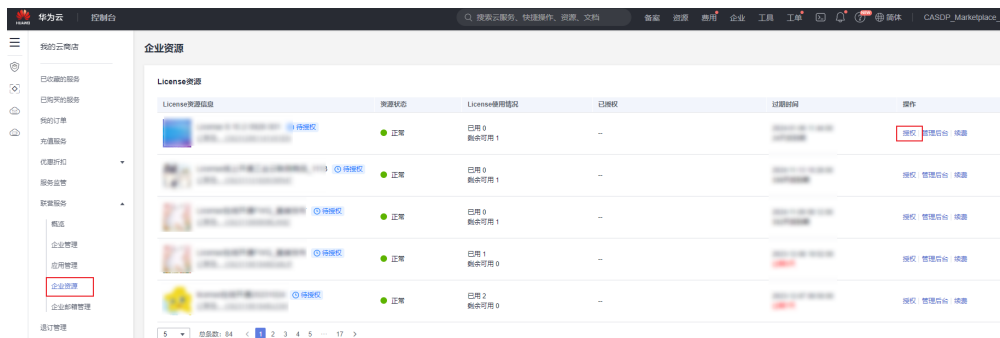 HUAWEI 华为云 控制台 搜索云服务、快捷操作、资源、文档 备案 资源 费用 企业 工具 工单 简体 CASDP_Marketplace_
我的云商店
已收藏的服务
已购买的服务
我的订单
充值服务
优惠折扣
服务监管
联营服务
概览
企业管理
应用管理
企业资源
企业邮箱管理
退订管理
企业资源
License资源
License资源信息 资源状态 License使用情况 已授权 过期时间 操作
待授权 正常 已用 0 -- 授权 管理后台 续费
剩余可用 1
待授权 正常 已用 0 -- 授权 管理后台 续费
剩余可用 1
待授权 正常 已用 0 -- 授权 管理后台 续费
剩余可用 1
待授权 正常 已用 1 -- 授权 管理后台 续费
剩余可用 0
待授权 正常 已用 2 -- 授权 管理后台 续费
剩余可用 0
5 总条数: 84 < 1 2 3 4 5 ... 17 >